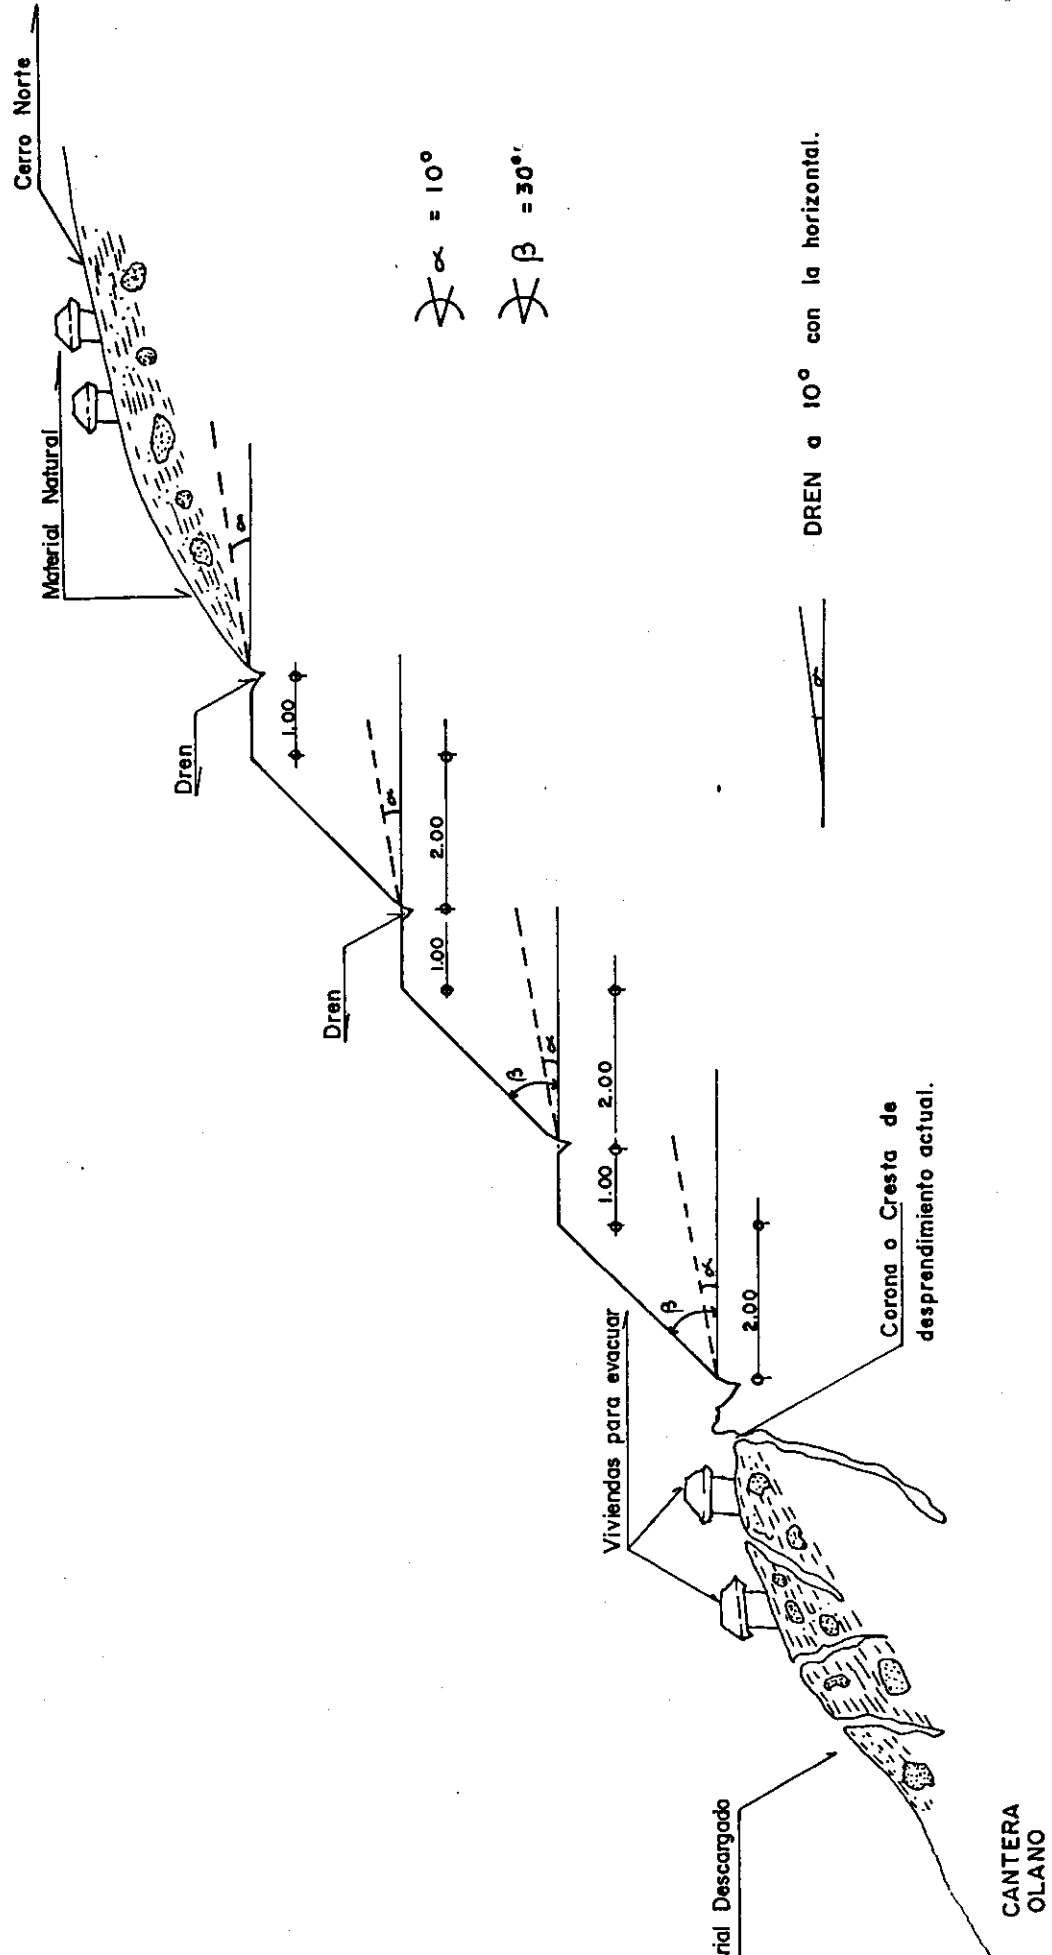 Cerro Norte
Material Natural
α
Dren
1.00
α = 10°
β = 30°
α
Dren
1.00
2.00
β
α
1.00
2.00
DREN a 10° con la horizontal.
α
Viviendas para evacuar
β
α
2.00
Corona o Cresta de
desprendimiento actual.
rial Descargado
CANTERA
OLANO